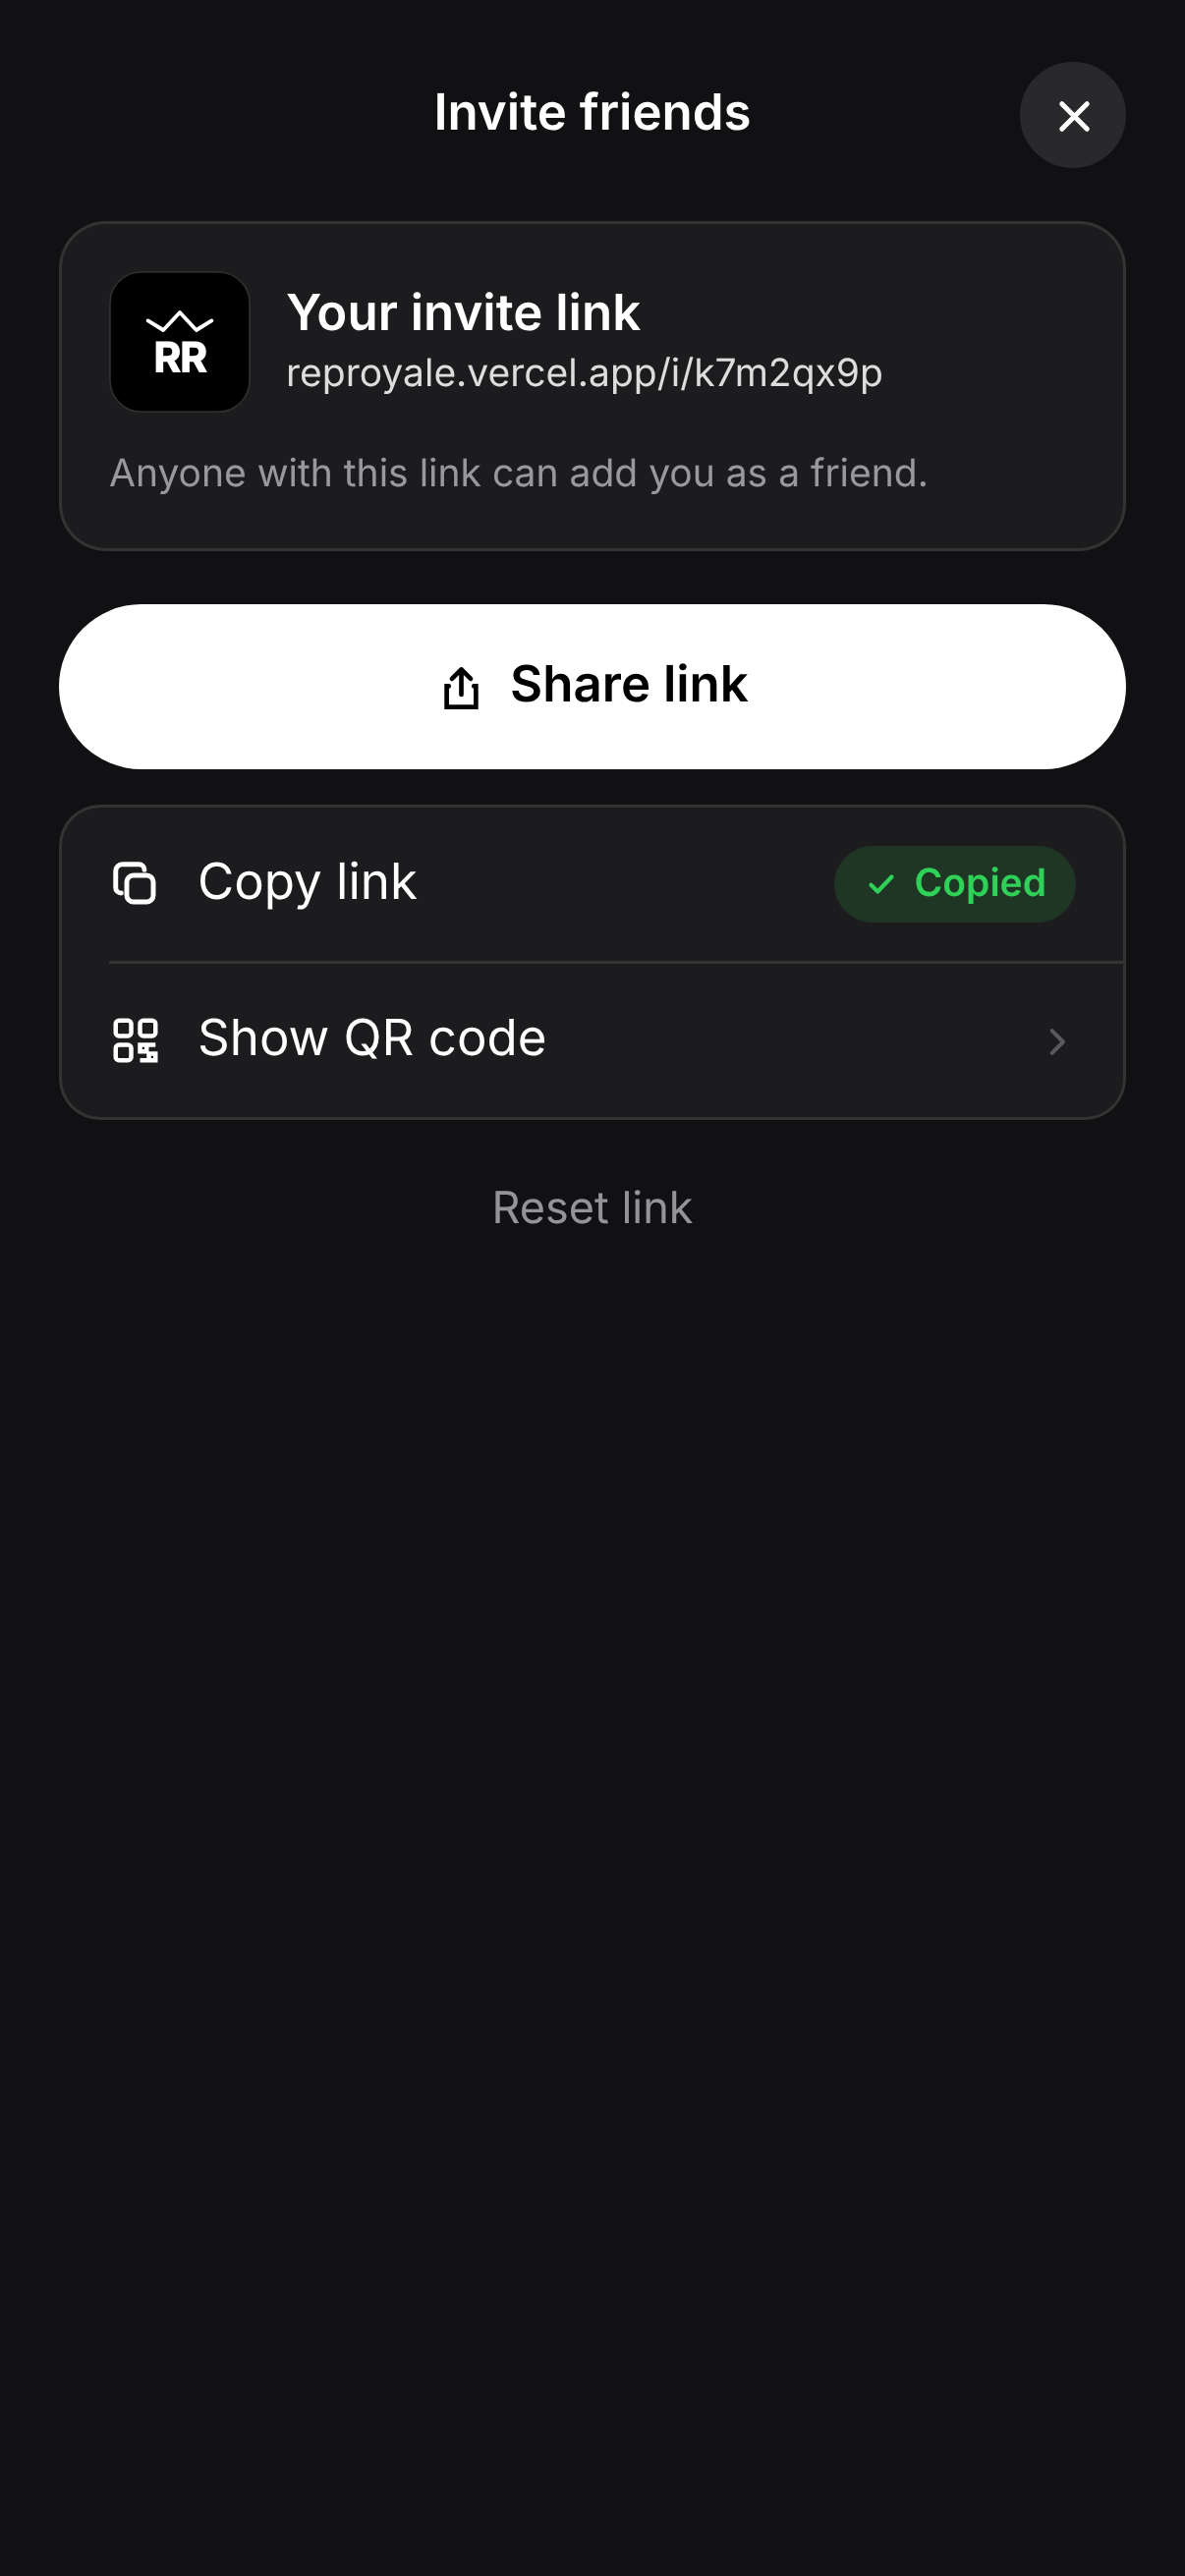 Invite friends
RR
Your invite link
reproyale.vercel.app/i/k7m2qx9p
Anyone with this link can add you as a friend.
Share link
Copy link
Copied
Show QR code
Reset link